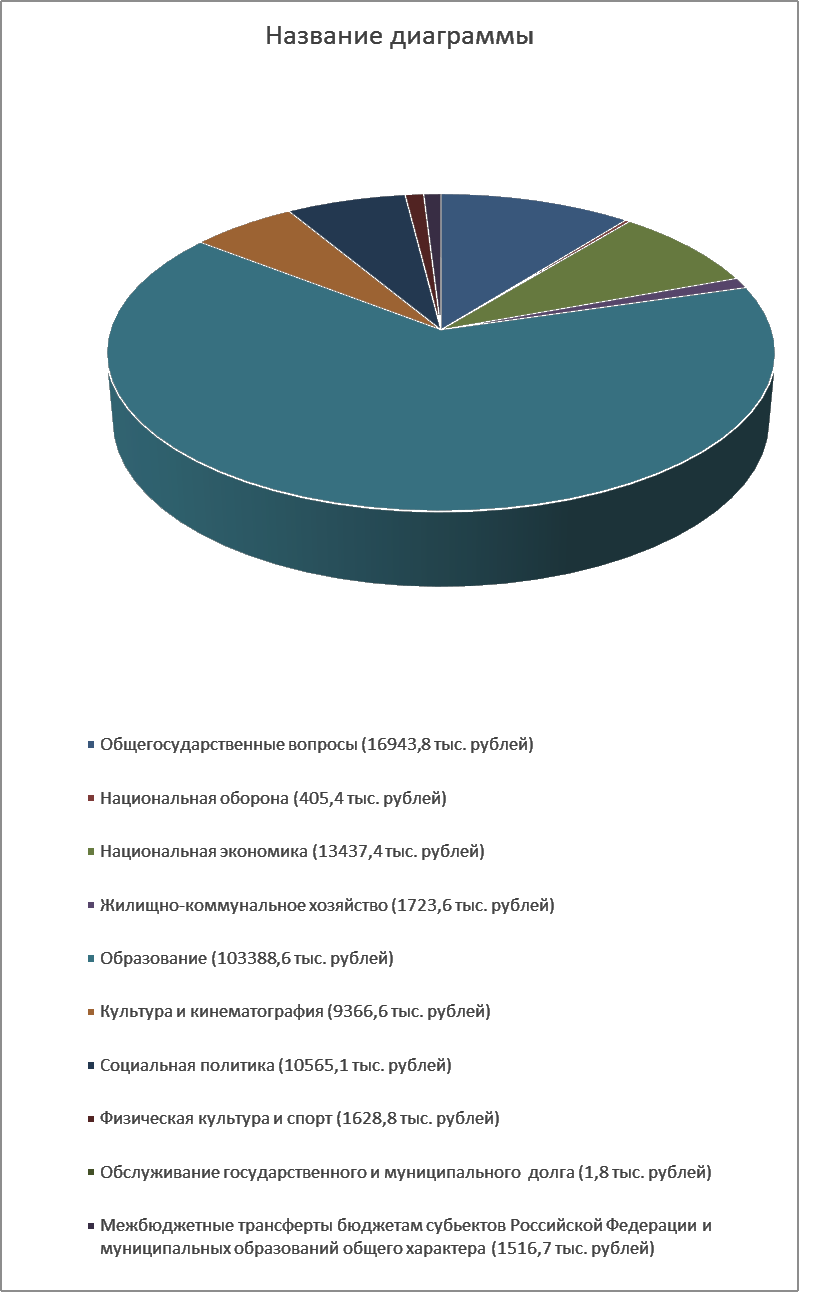 Название диаграммы
Общегосударственные вопросы (16943,8 тыс. рублей)
Национальная оборона (405,4 тыс. рублей)
Национальная экономика (13437,4 тыс. рублей)
Жилищно-коммунальное хозяйство (1723,6 тыс. рублей)
Образование (103388,6 тыс. рублей)
Культура и кинематография (9366,6 тыс. рублей)
Социальная политика (10565,1 тыс. рублей)
Физическая культура и спорт (1628,8 тыс. рублей)
Обслуживание государственного и муниципального долга (1,8 тыс. рублей)
Межбюджетные трансферты бюджетам субьектов Российской Федерации и
муниципальных образований общего характера (1516,7 тыс. рублей)